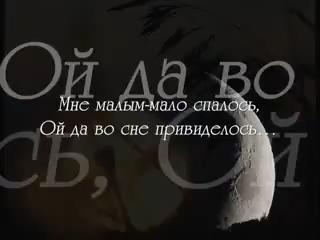 Ой да во
Мне малым-мало спалось,
Ой да во сне привиделось...
сь, Ой